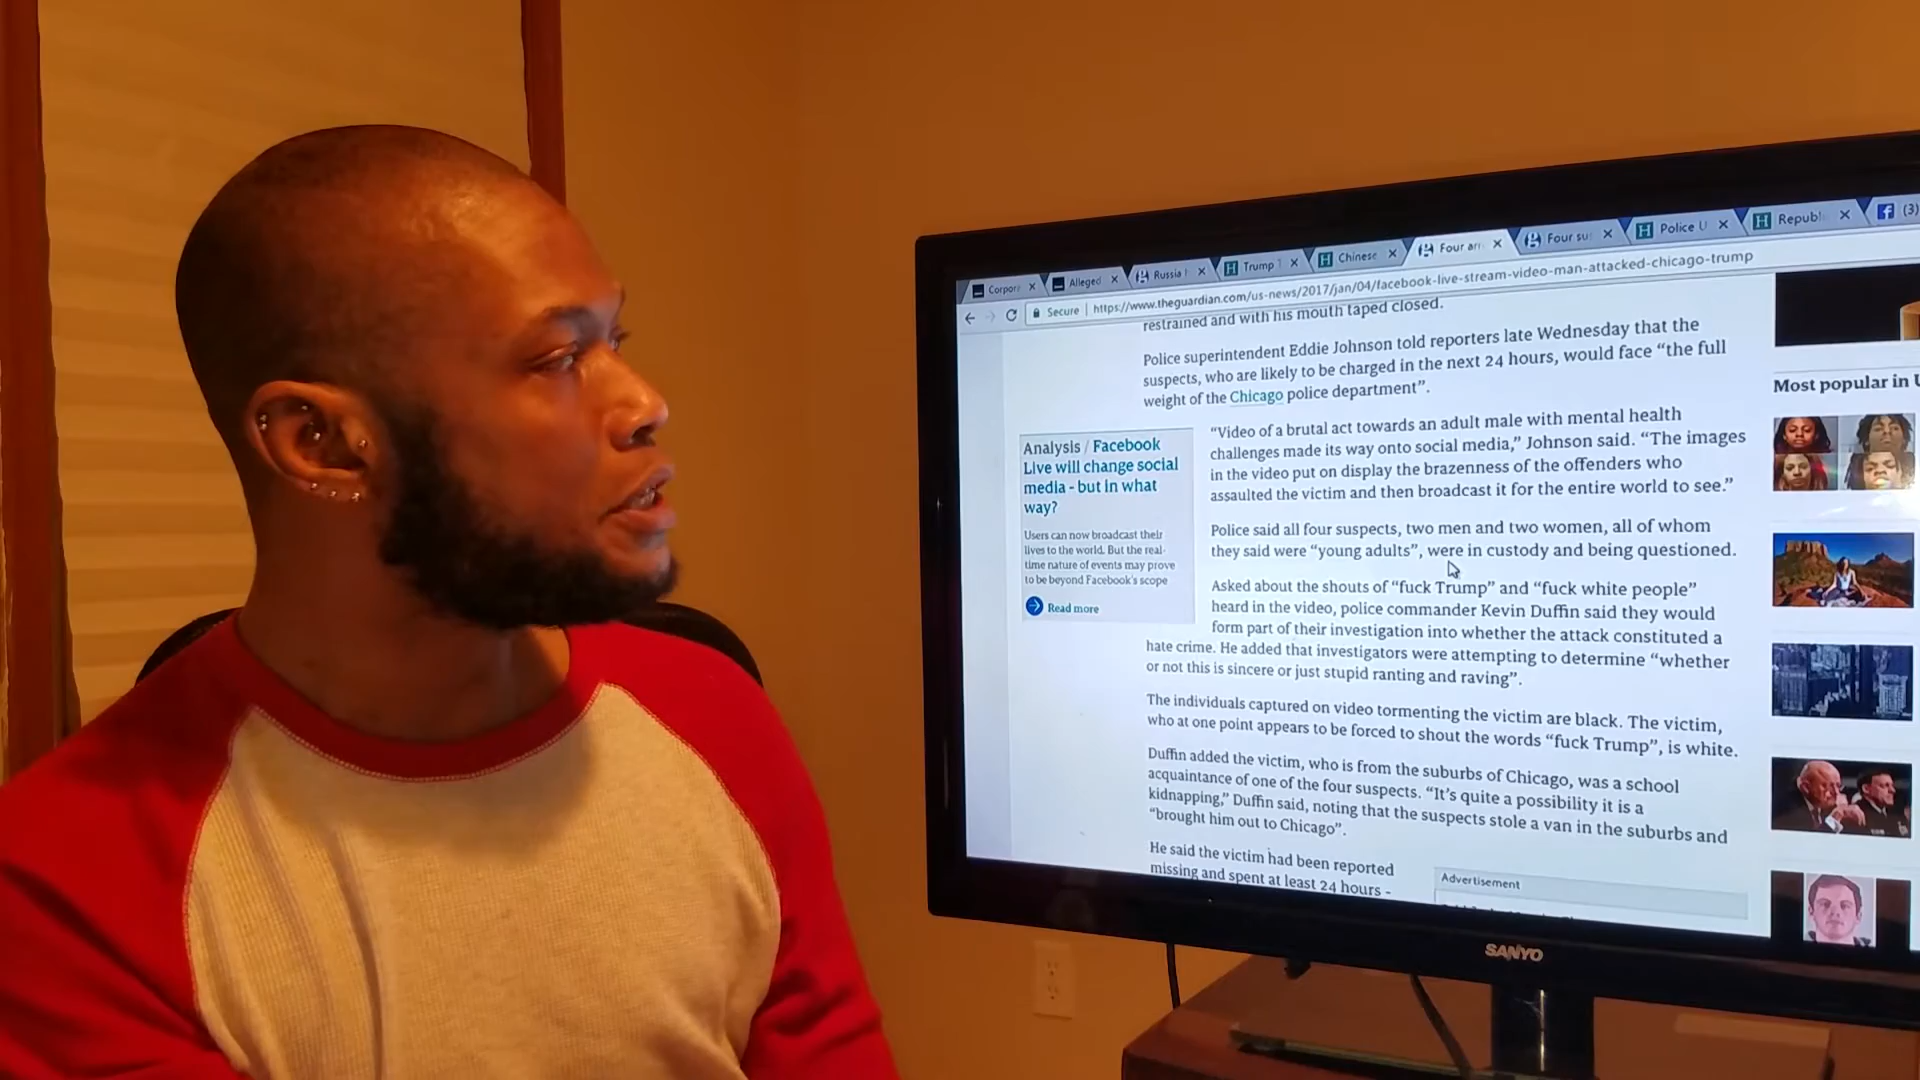 Corpor
Alleged
Russia
Trump
Chinese
Four arr
Four su
Police U
Republ
(3)
Secure
https://www.theguardian.com/us-news/2017/jan/04/facebook-live-stream-video-man-attacked-chicago-trump
restrained and with his mouth taped closed.
Police superintendent Eddie Johnson told reporters late Wednesday that the
suspects, who are likely to be charged in the next 24 hours, would face “the full
weight of the Chicago police department”.
Analysis / Facebook
Live will change social
media - but in what
way?
Users can now broadcast their
lives to the world. But the real-
time nature of events may prove
to be beyond Facebook's scope
Read more
“Video of a brutal act towards an adult male with mental health
challenges made its way onto social media,” Johnson said. “The images
in the video put on display the brazenness of the offenders who
assaulted the victim and then broadcast it for the entire world to see.”
Police said all four suspects, two men and two women, all of whom
they said were “young adults”, were in custody and being questioned.
Asked about the shouts of “fuck Trump” and “fuck white people”
heard in the video, police commander Kevin Duffin said they would
form part of their investigation into whether the attack constituted a
hate crime. He added that investigators were attempting to determine “whether
or not this is sincere or just stupid ranting and raving”.
The individuals captured on video tormenting the victim are black. The victim,
who at one point appears to be forced to shout the words “fuck Trump”, is white.
Duffin added the victim, who is from the suburbs of Chicago, was a school
acquaintance of one of the four suspects. “It's quite a possibility it is a
kidnapping,” Duffin said, noting that the suspects stole a van in the suburbs and
“brought him out to Chicago”.
He said the victim had been reported
missing and spent at least 24 hours -
Advertisement
Most popular in U
SANYO